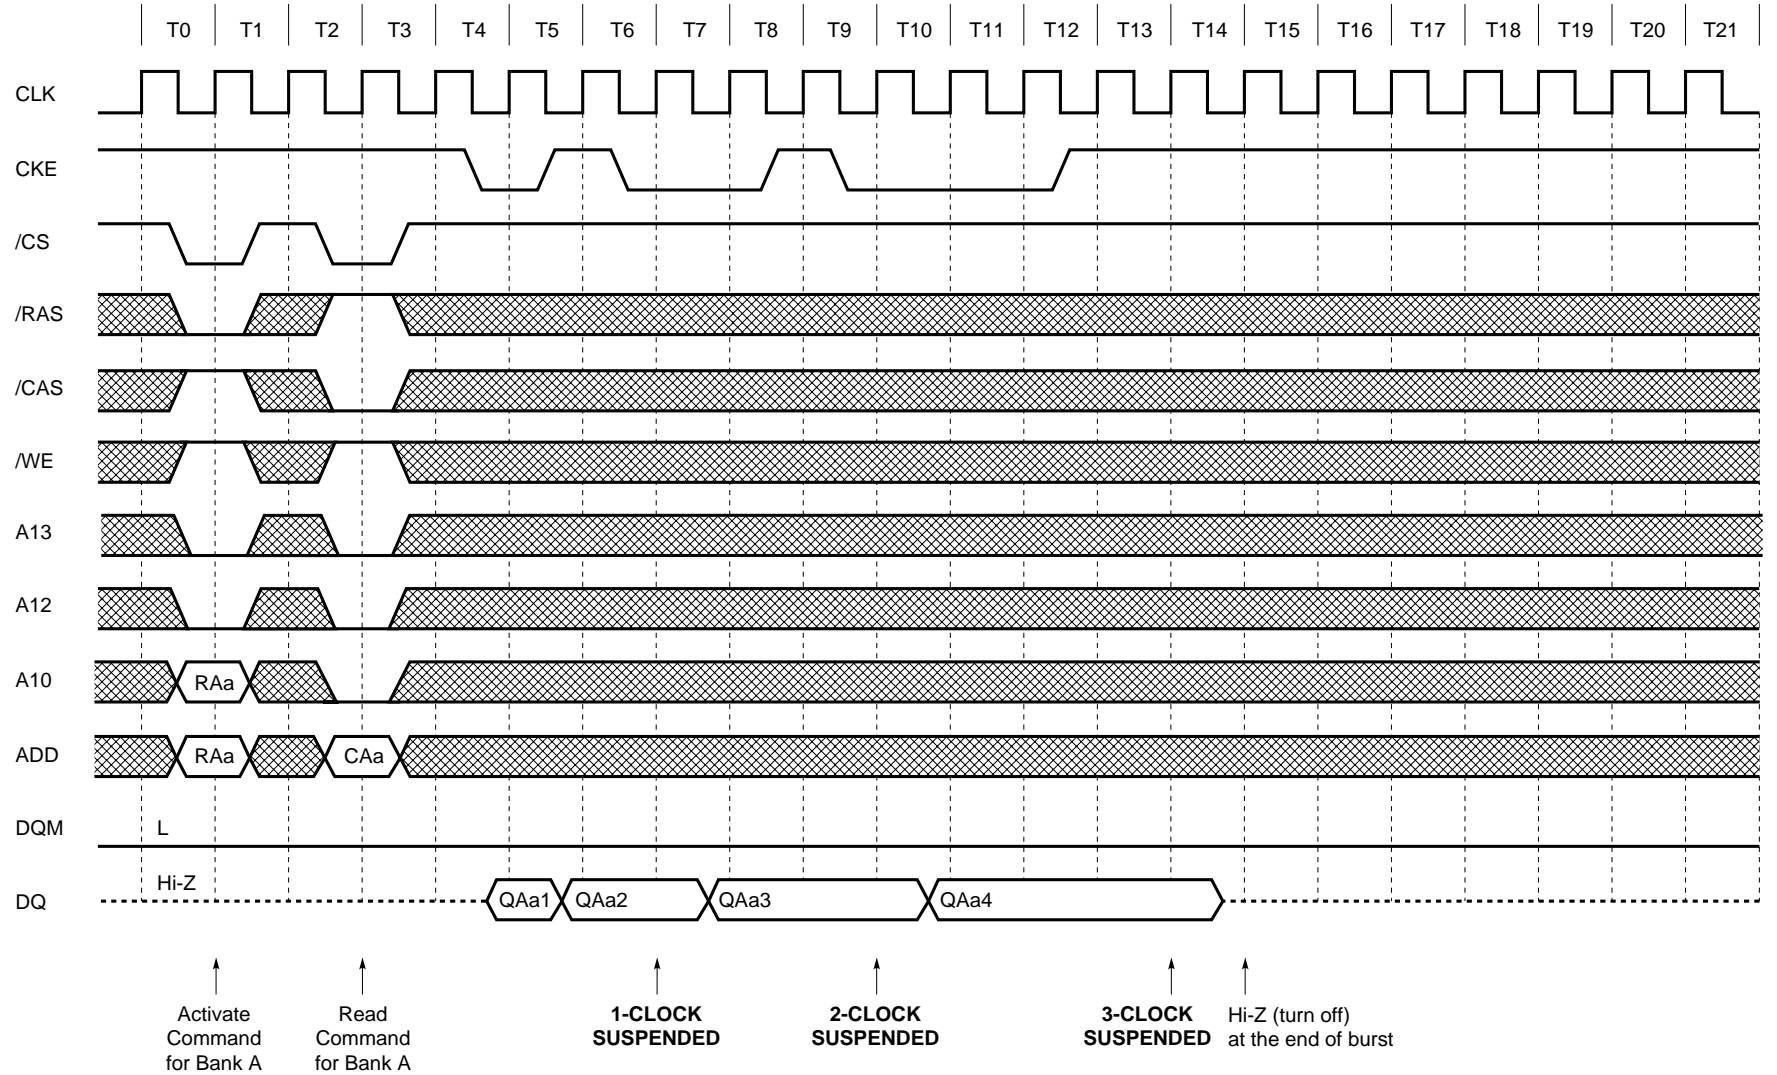 T0 T1 T2 T3 T4 T5 T6 T7 T8 T9 T10 T11 T12 T13 T14 T15 T16 T17 T18 T19 T20 T21
CLK
CKE
/CS
/RAS
/CAS
/WE
A13
A12
A10 RAa
ADD RAa CAa
DQM L
DQ Hi-Z QAa1 QAa2 QAa3 QAa4
Activate
Command
for Bank A
Read
Command
for Bank A
1-CLOCK
SUSPENDED
2-CLOCK
SUSPENDED
3-CLOCK
SUSPENDED
Hi-Z (turn off)
at the end of burst